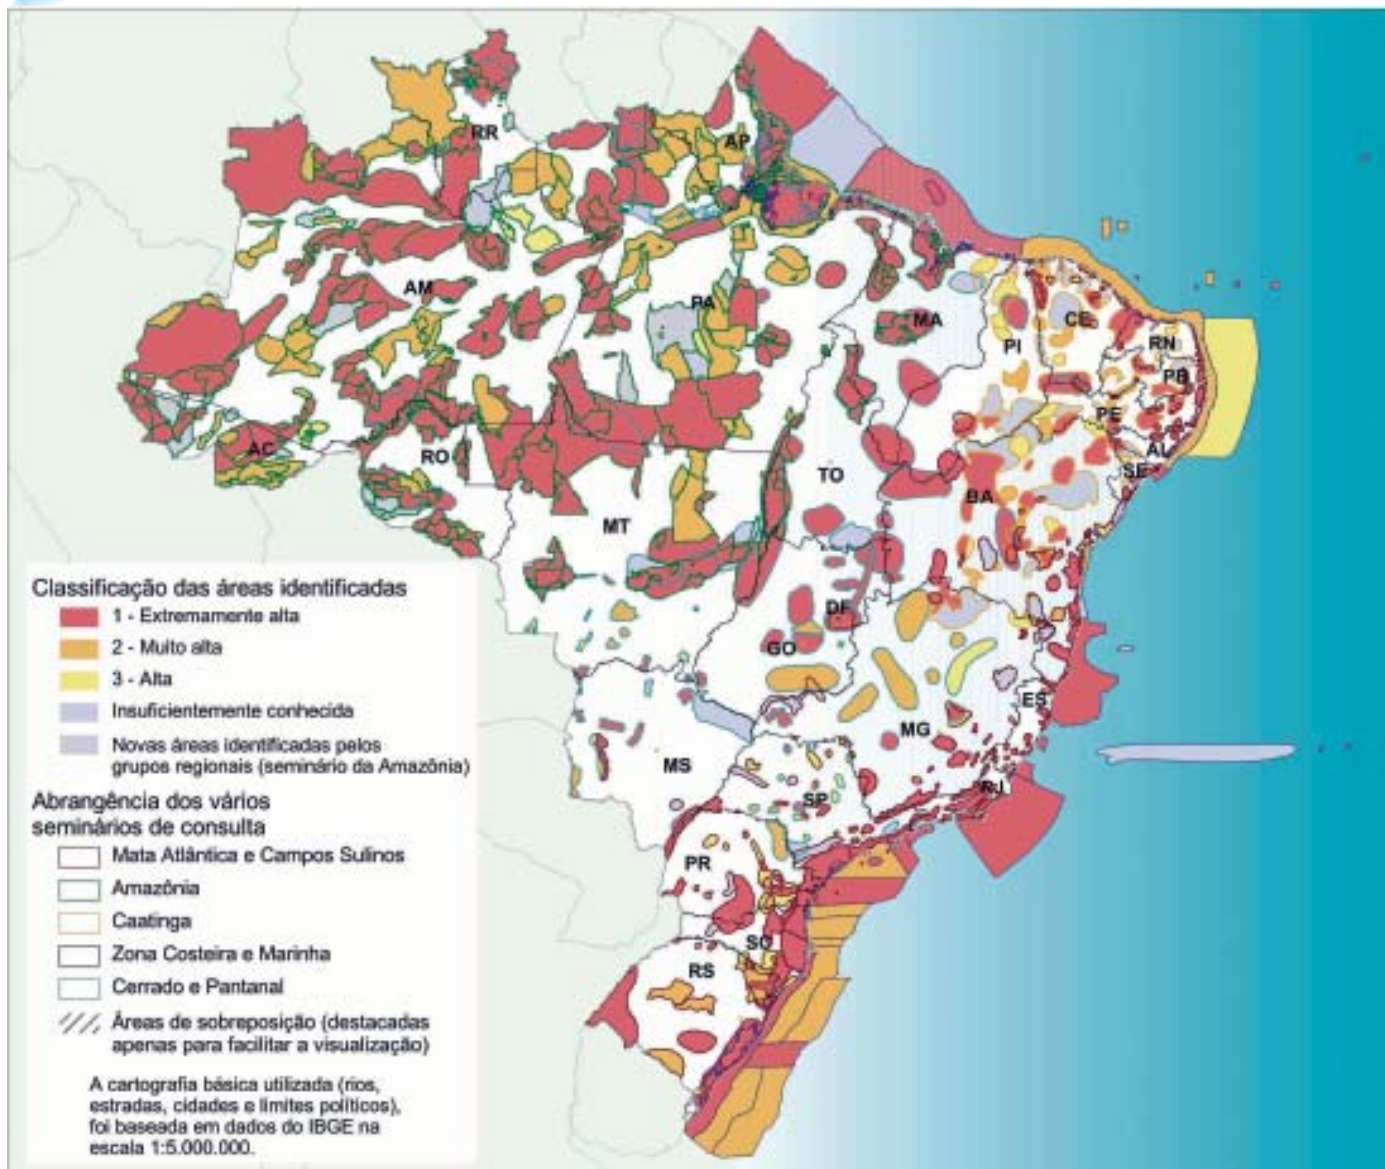 RR
AP
AM
PA
MA
CE
RN
PI
PB
PE
AL
SE
AC
RO
TO
BA
MT
DF
GO
ES
MG
MS
SP
RJ
PR
SC
RS
Classificação das áreas identificadas
1 - Extremamente alta
2 - Muito alta
3 - Alta
Insuficientemente conhecida
Novas áreas identificadas pelos
grupos regionais (seminário da Amazônia)
Abrangência dos vários
seminários de consulta
Mata Atlântica e Campos Sulinos
Amazônia
Caatinga
Zona Costeira e Marinha
Cerrado e Pantanal
Áreas de sobreposição (destacadas
apenas para facilitar a visualização)
A cartografia básica utilizada (rios,
estradas, cidades e limites políticos),
foi baseada em dados do IBGE na
escala 1:5.000.000.